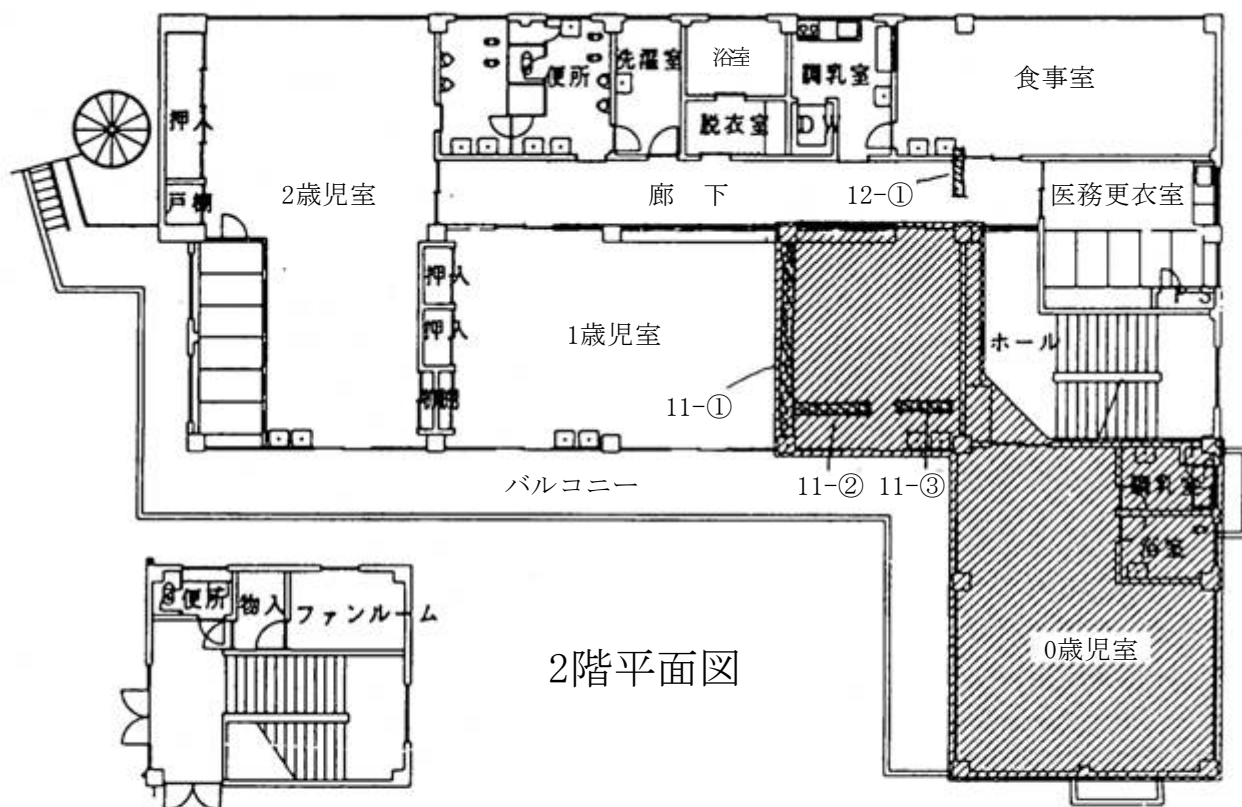 浴室
洗濯室
便所
調乳室
食事室
押入
脱衣室
DW
戸棚
2歳児室
廊 下
12-①
医務更衣室
押入
押入
1歳児室
ホール
11-①
バルコニー
11-②
11-③
調乳室
浴室
便所
物入
ファンルーム
2階平面図
0歳児室